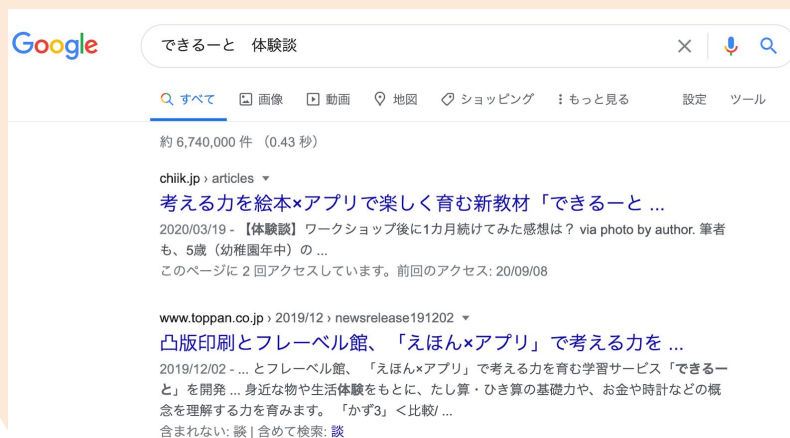 Google
できるーと　体験談
すべて 画像 動画 地図 ショッピング もっと見る 設定 ツール
約 6,740,000 件 （0.43 秒）
chiik.jp › articles
考える力を絵本×アプリで楽しく育む新教材「できるーと ...
2020/03/19 - 【体験談】ワークショップ後に1カ月続けてみた感想は？ via photo by author. 筆者
も、5歳（幼稚園年中）の ...
このページに 2 回アクセスしています。前回のアクセス: 20/09/08
www.toppan.co.jp › 2019/12 › newsrelease191202
凸版印刷とフレーベル館、「えほん×アプリ」で考える力を ...
2019/12/02 - ... とフレーベル館、 「えほん×アプリ」で考える力を育む学習サービス「できるー
と」を開発 ... 身近な物や生活体験をもとに、たし算・ひき算の基礎力や、お金や時計などの概
念を理解する力を育みます。 「かず3」＜比較/ ...
含まれない: 談 | 含めて検索: 談